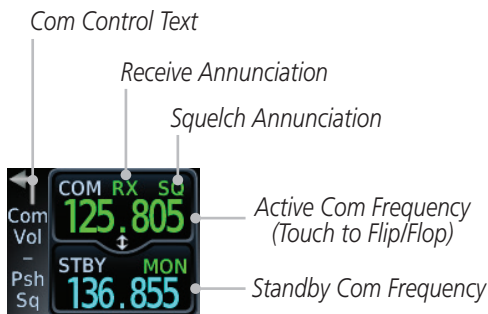 Com Control Text
Receive Annunciation
Squelch Annunciation
COM RX SQ
125.805
Com
Vol
–
Psh
Sq
STBY MON
136.855
Active Com Frequency
(Touch to Flip/Flop)
Standby Com Frequency